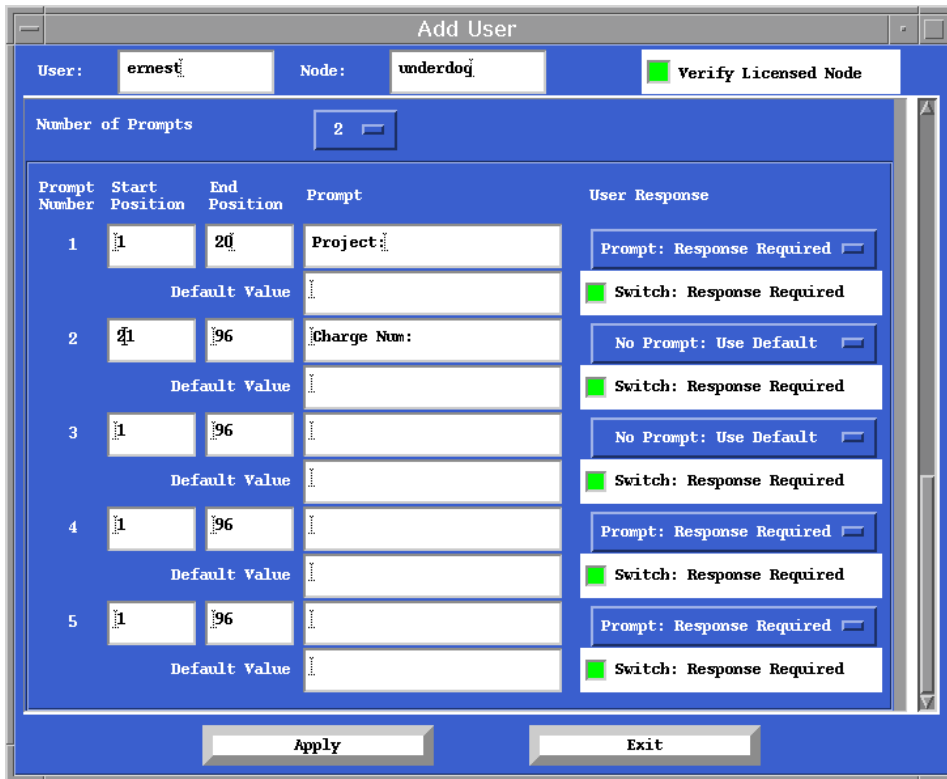 Add User
User: ernest Node: underdog Verify Licensed Node
Number of Prompts 2
Prompt Number Start Position End Position Prompt User Response
1 1 20 Project: Prompt: Response Required
Default Value Switch: Response Required
2 21 96 Charge Num: No Prompt: Use Default
Default Value Switch: Response Required
3 1 96 No Prompt: Use Default
Default Value Switch: Response Required
4 1 96 Prompt: Response Required
Default Value Switch: Response Required
5 1 96 Prompt: Response Required
Default Value Switch: Response Required
Apply Exit